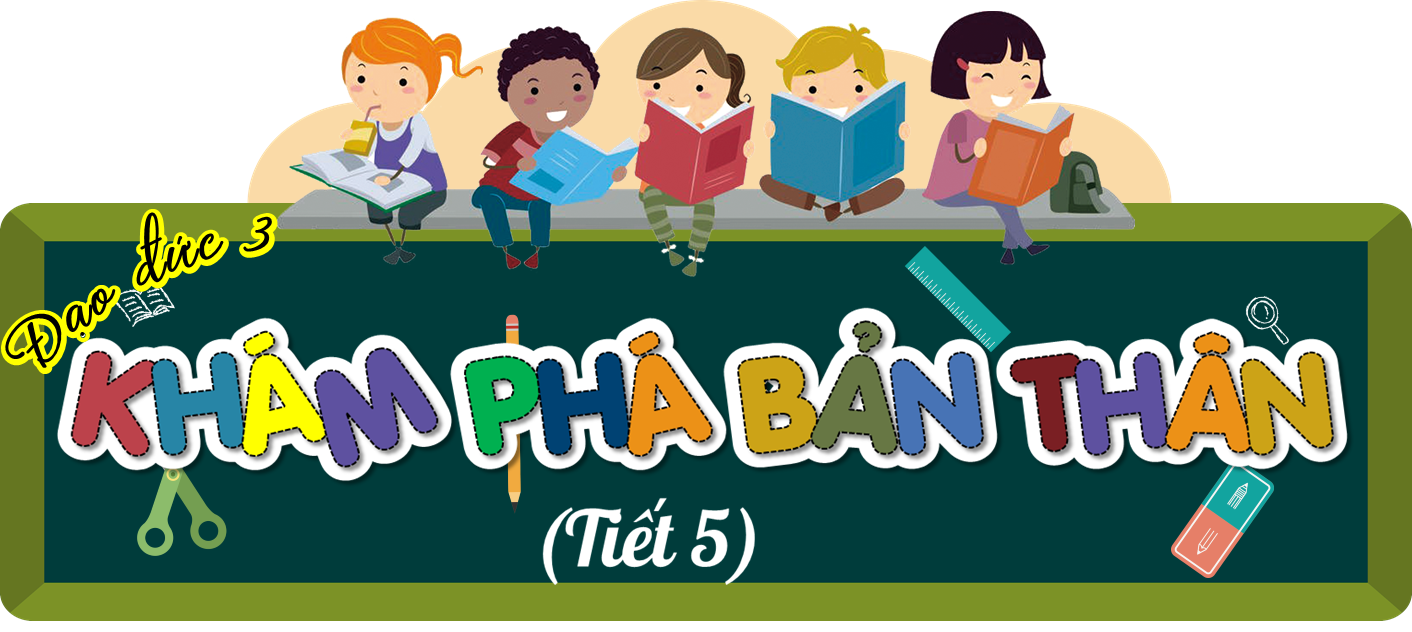 Đạo đức 3
KHÁM PHÁ BẢN THÂN
(Tiết 5)